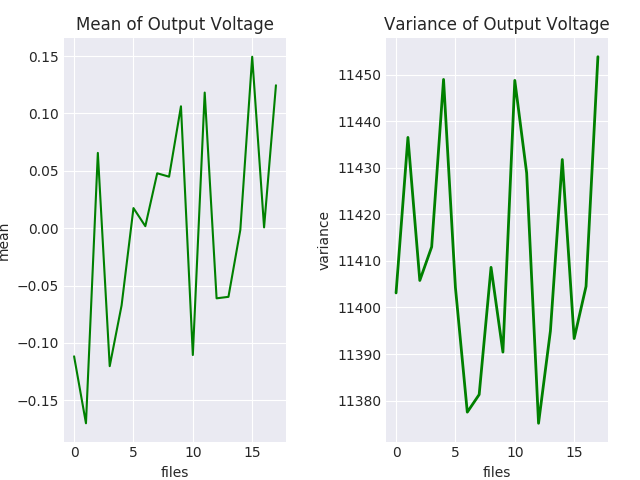 Mean of Output Voltage
0.15
0.10
0.05
0.00
−0.05
−0.10
−0.15
mean
0 5 10 15
files
Variance of Output Voltage
11450
11440
11430
11420
11410
11400
11390
11380
variance
0 5 10 15
files